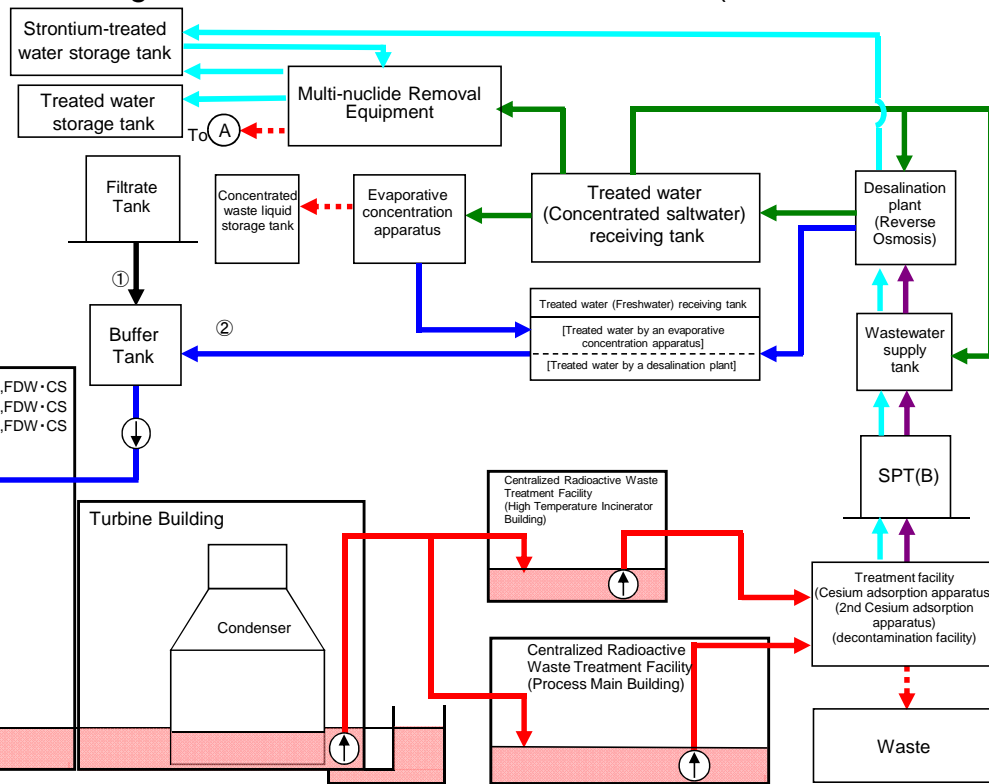 Strontium-treated
water storage tank
Multi-nuclide Removal
Equipment
Treated water
storage tank
To A
Filtrate
Tank
Concentrated
waste liquid
storage tank
Evaporative
concentration
apparatus
Treated water
(Concentrated saltwater)
receiving tank
Desalination
plant
(Reverse
Osmosis)
①
②
Buffer
Tank
Treated water (Freshwater) receiving tank
[Treated water by an evaporative
concentration apparatus]
[Treated water by a desalination plant]
Wastewater
supply
tank
,FDW・CS
,FDW・CS
,FDW・CS
SPT(B)
Turbine Building
Condenser
Centralized Radioactive Waste
Treatment Facility
(High Temperature Incinerator
Building)
Centralized Radioactive
Waste Treatment Facility
(Process Main Building)
Treatment facility
(Cesium adsorption apparatus
(2nd Cesium adsorption
apparatus)
(decontamination facility)
Waste